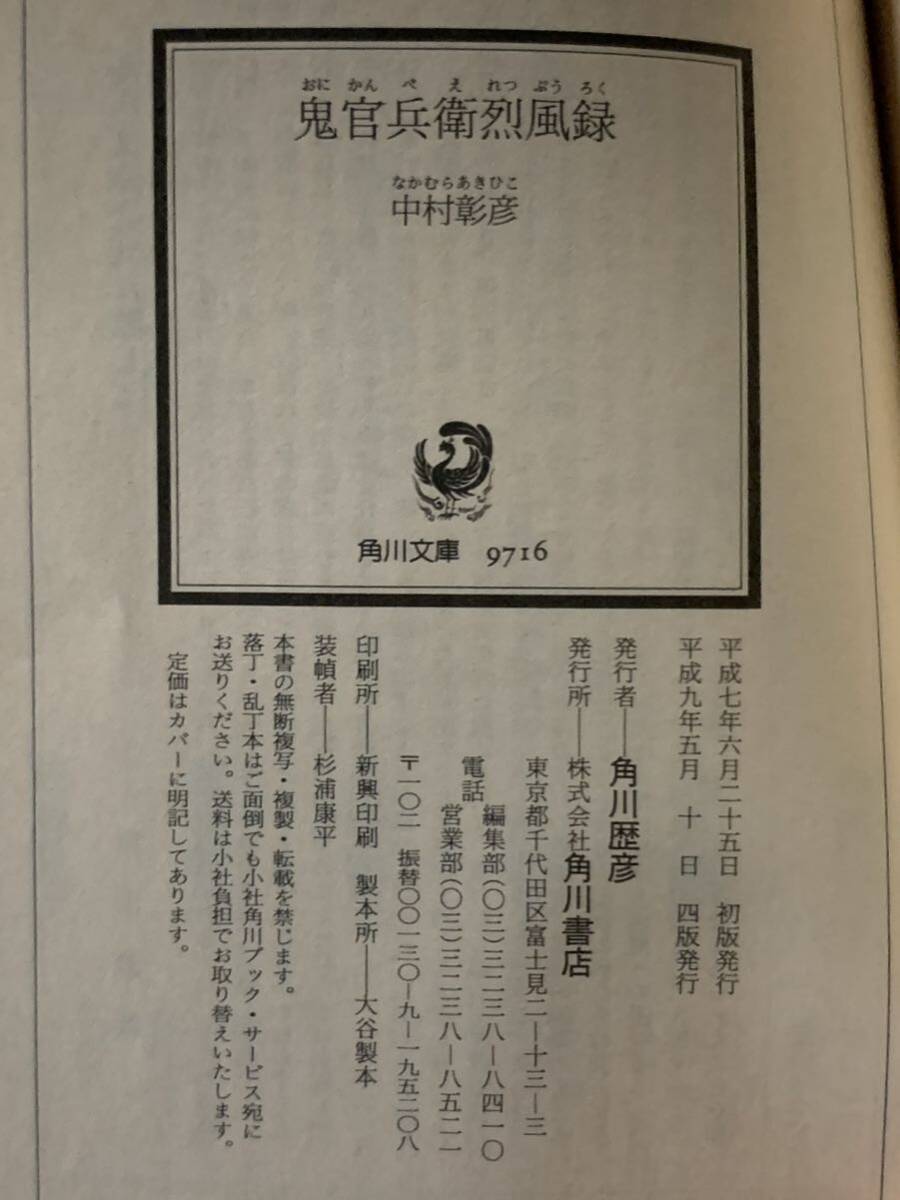 おにかんべえれっぷうろく
鬼官兵衛烈風録
なかむらあきひこ
中村彰彦
角川文庫 9716
平成七年六月二十五日 初版発行
平成九年五月 十 日 四版発行
発行者――角川歴彦
発行所――株式会社角川書店
東京都千代田区富士見二―十三―三
電話 編集部(〇三)三二三八―八四一〇
営業部(〇三)三二三八―八五二一
〒一〇二 振替〇〇一三〇―九―一九五二〇八
印刷所――新興印刷 製本所――大谷製本
装幀者――杉浦康平
本書の無断複写・複製・転載を禁じます。
落丁・乱丁本はご面倒でも小社角川ブック・サービス宛に
お送りください。送料は小社負担でお取り替えいたします。
定価はカバーに明記してあります。